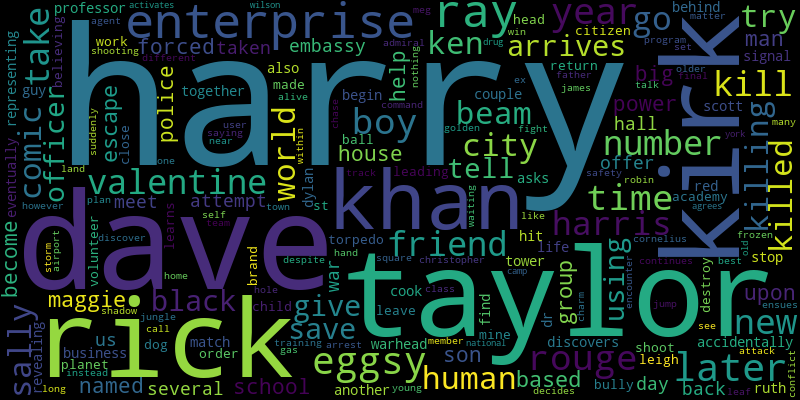 professor agent activates wilson meg
believing take enterprise ray year go behind head matter try
representing work shooting forced taken embassy ken arrives citizen program set
comic guy also different admiral drug win signal man
officer escape together police made harry nothing help begin couple father older final
suddenly close boy alive chase user saying ball beam return james big talk power kill
eventually however land one world near within house golden command fight ex city number scott hall killing killed
valentine dylan tell asks offer york many
become plan meet attempt st leading torpedo khan track waiting time safety robin red academy
volunteer learns self town team like harris agrees kirk cornelius frozen stop
dave despite square hand christopher friend hit life tower using encounter continues best old
storm airport discover home brand war camp class group destroy jump upon
sally maggie black give cook leave find charm dr discovers see ensues new
revealing us shadow hole child save warhead mine taylor accidentally
planet jungle call match order gas arrest member national son rouge shoot attack later
rick business dog eggsy human based leigh
named instead several training school another young bully decides day back ruth conflict
long